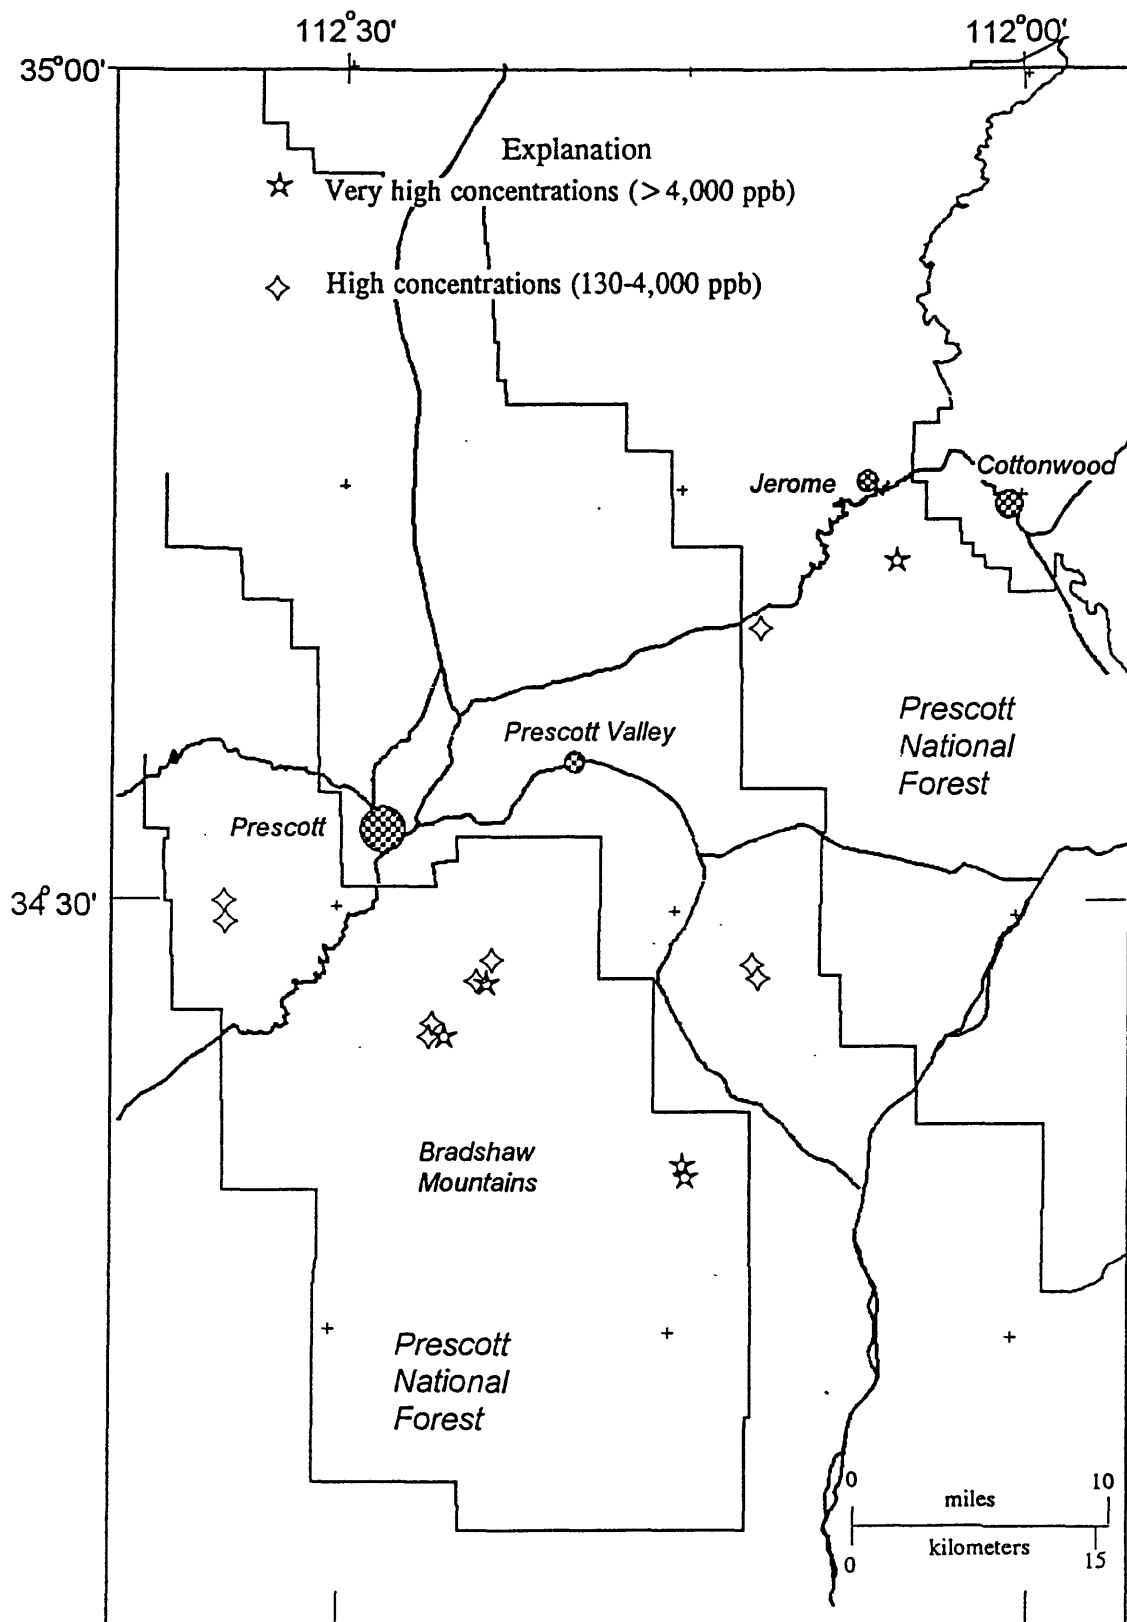 112°30'
112°00'
35°00'
Explanation
Very high concentrations (>4,000 ppb)
High concentrations (130-4,000 ppb)
Jerome
Cottonwood
Prescott Valley
Prescott
National
Forest
Prescott
34°30'
Bradshaw
Mountains
Prescott
National
Forest
0
10
miles
kilometers
0
15